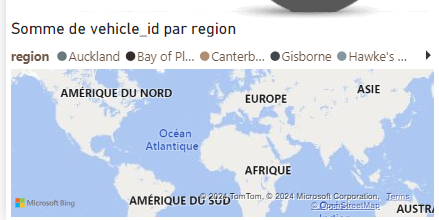 Somme de vehicle_id par region
region Auckland Bay of Pl... Canterb... Gisborne Hawke's ...
AMÉRIQUE DU NORD
EUROPE
ASIE
Océan
Atlantique
AFRIQUE
AMÉRIQUE DU SUD
AUSTRA
Microsoft Bing
© 2024 TomTom, © 2024 Microsoft Corporation, Terms
© OpenStreetMap